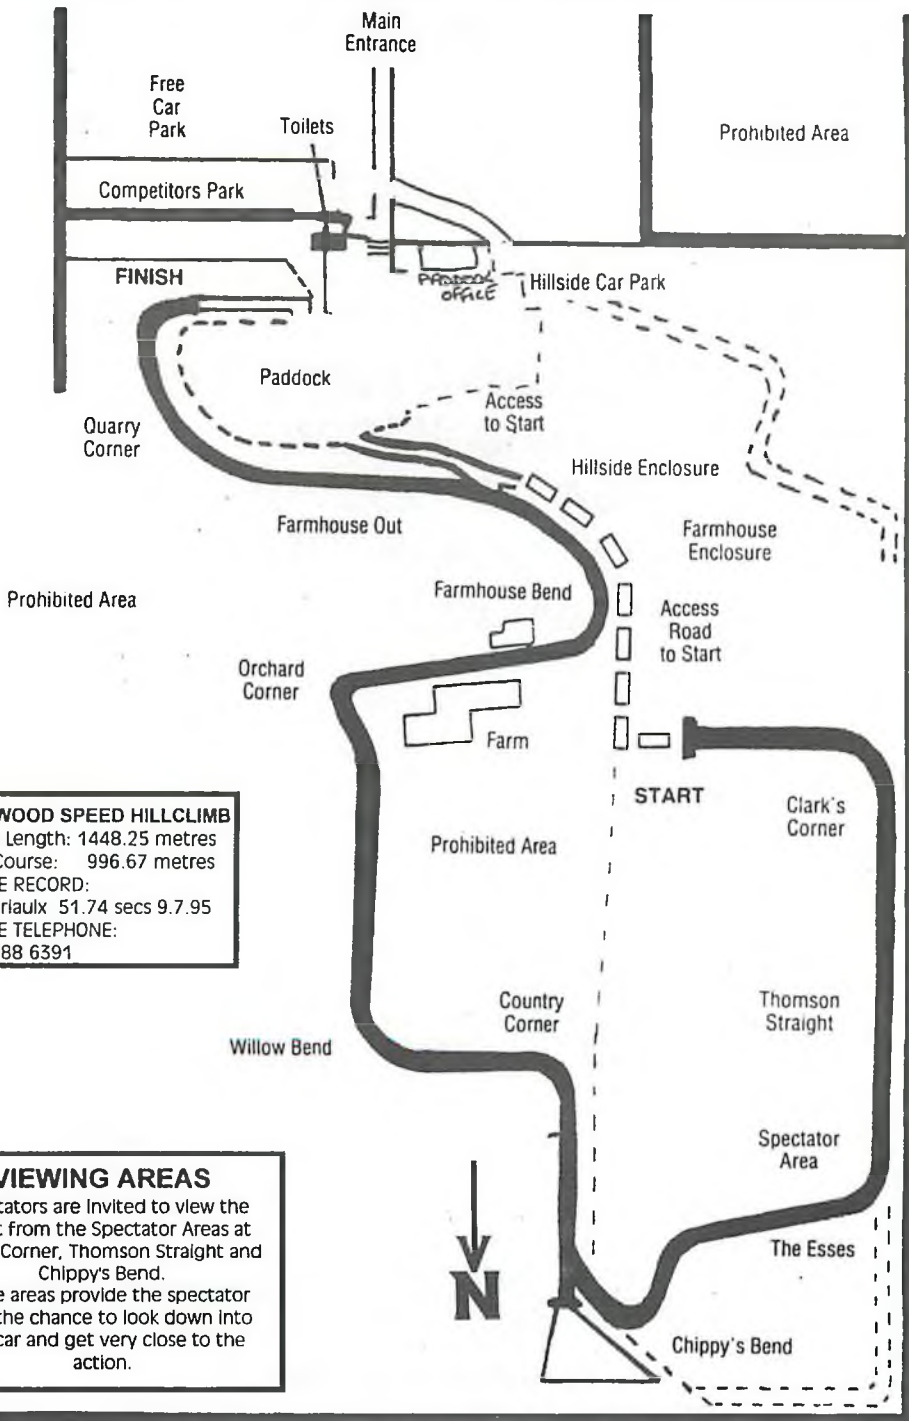 Main
Entrance
Free
Car
Park
Toilets
Prohibited Area
Competitors Park
FINISH
PADDOCK
OFFICE
Hillside Car Park
Paddock
Access
to Start
Quarry
Corner
Hillside Enclosure
Farmhouse Out
Farmhouse
Enclosure
Farmhouse Bend
Prohibited Area
Access
Road
to Start
Orchard
Corner
Farm
START
Clark's
Corner
WOOD SPEED HILLCLIMB
Length: 1448.25 metres
Course: 996.67 metres
E RECORD:
riaulx 51.74 secs 9.7.95
E TELEPHONE:
88 6391
Prohibited Area
Country
Corner
Thomson
Straight
Willow Bend
Spectator
Area
VIEWING AREAS
tators are invited to view the
t from the Spectator Areas at
Corner, Thomson Straight and
Chippy's Bend.
e areas provide the spectator
the chance to look down into
car and get very close to the
action.
N
The Esses
Chippy's Bend